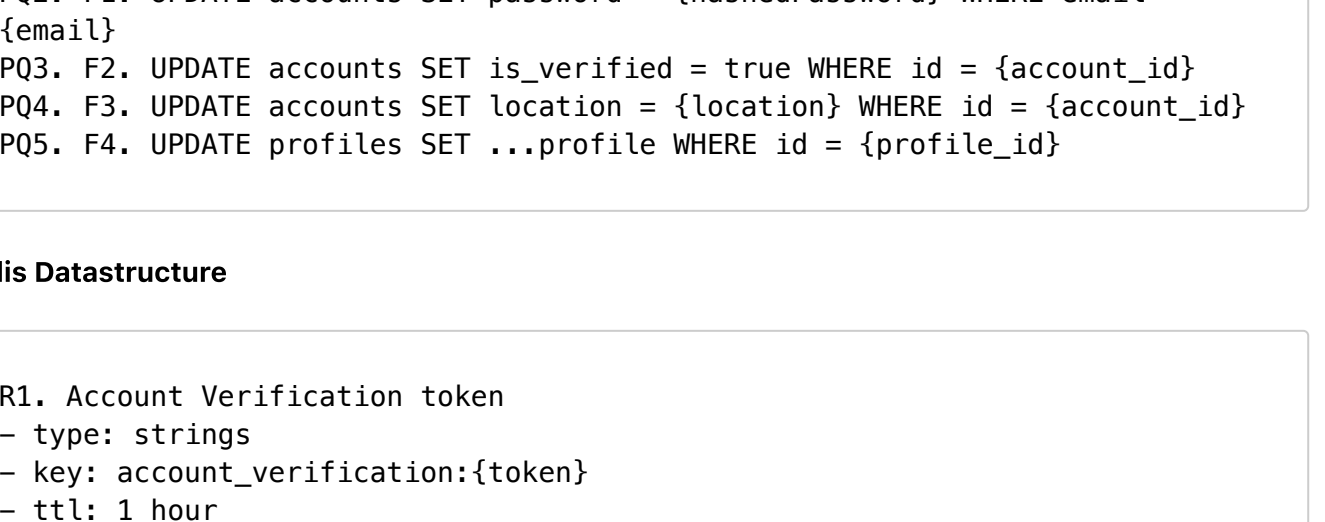 {email}
PQ3. F2. UPDATE accounts SET is_verified = true WHERE id = {account_id}
PQ4. F3. UPDATE accounts SET location = {location} WHERE id = {account_id}
PQ5. F4. UPDATE profiles SET ...profile WHERE id = {profile_id}
Datastructure
R1. Account Verification token
- type: strings
- key: account_verification:{token}
- ttl: 1 hour